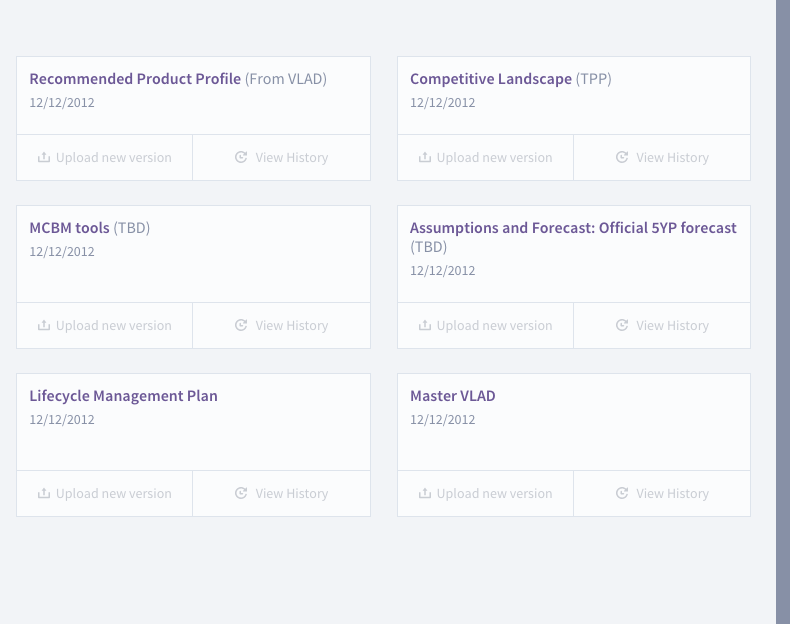 Recommended Product Profile (From VLAD)
12/12/2012
Upload new version
View History
Competitive Landscape (TPP)
12/12/2012
Upload new version
View History
MCBM tools (TBD)
12/12/2012
Upload new version
View History
Assumptions and Forecast: Official 5YP forecast
(TBD)
12/12/2012
Upload new version
View History
Lifecycle Management Plan
12/12/2012
Upload new version
View History
Master VLAD
12/12/2012
Upload new version
View History